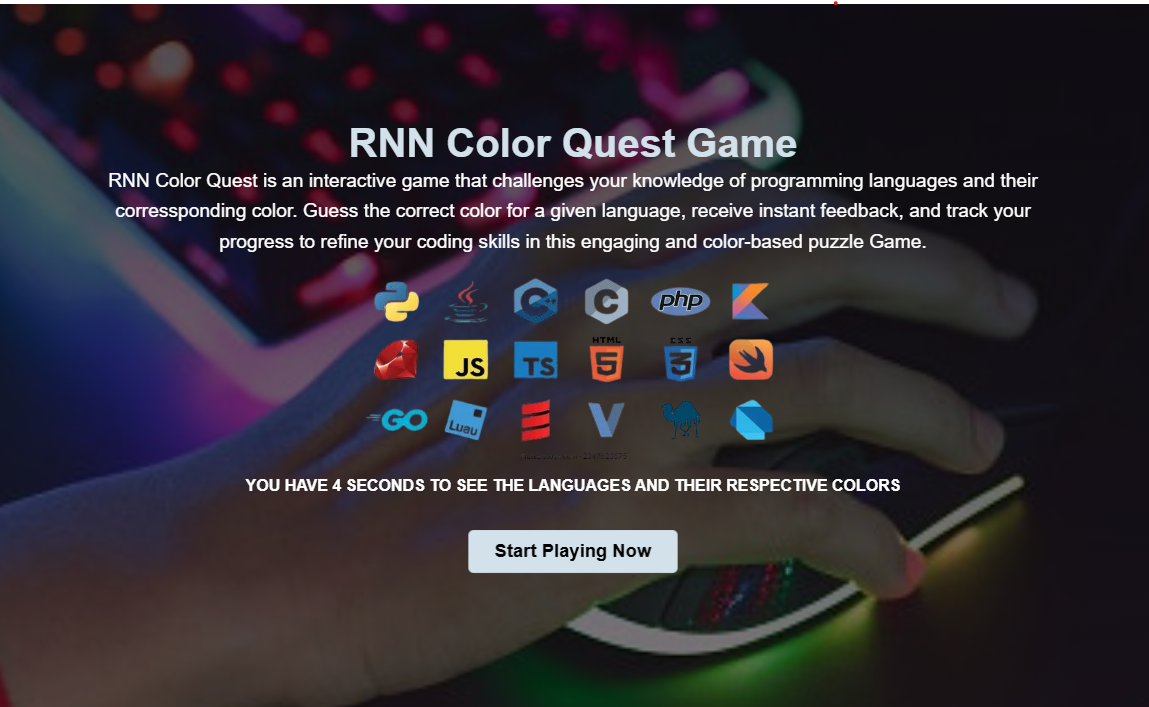 RNN Color Quest Game
RNN Color Quest is an interactive game that challenges your knowledge of programming languages and their
corressponding color. Guess the correct color for a given language, receive instant feedback, and track your
progress to refine your coding skills in this engaging and color-based puzzle Game.
C++ C php
JS TS HTML 5 CSS 3
GO Luau V
YOU HAVE 4 SECONDS TO SEE THE LANGUAGES AND THEIR RESPECTIVE COLORS
Start Playing Now